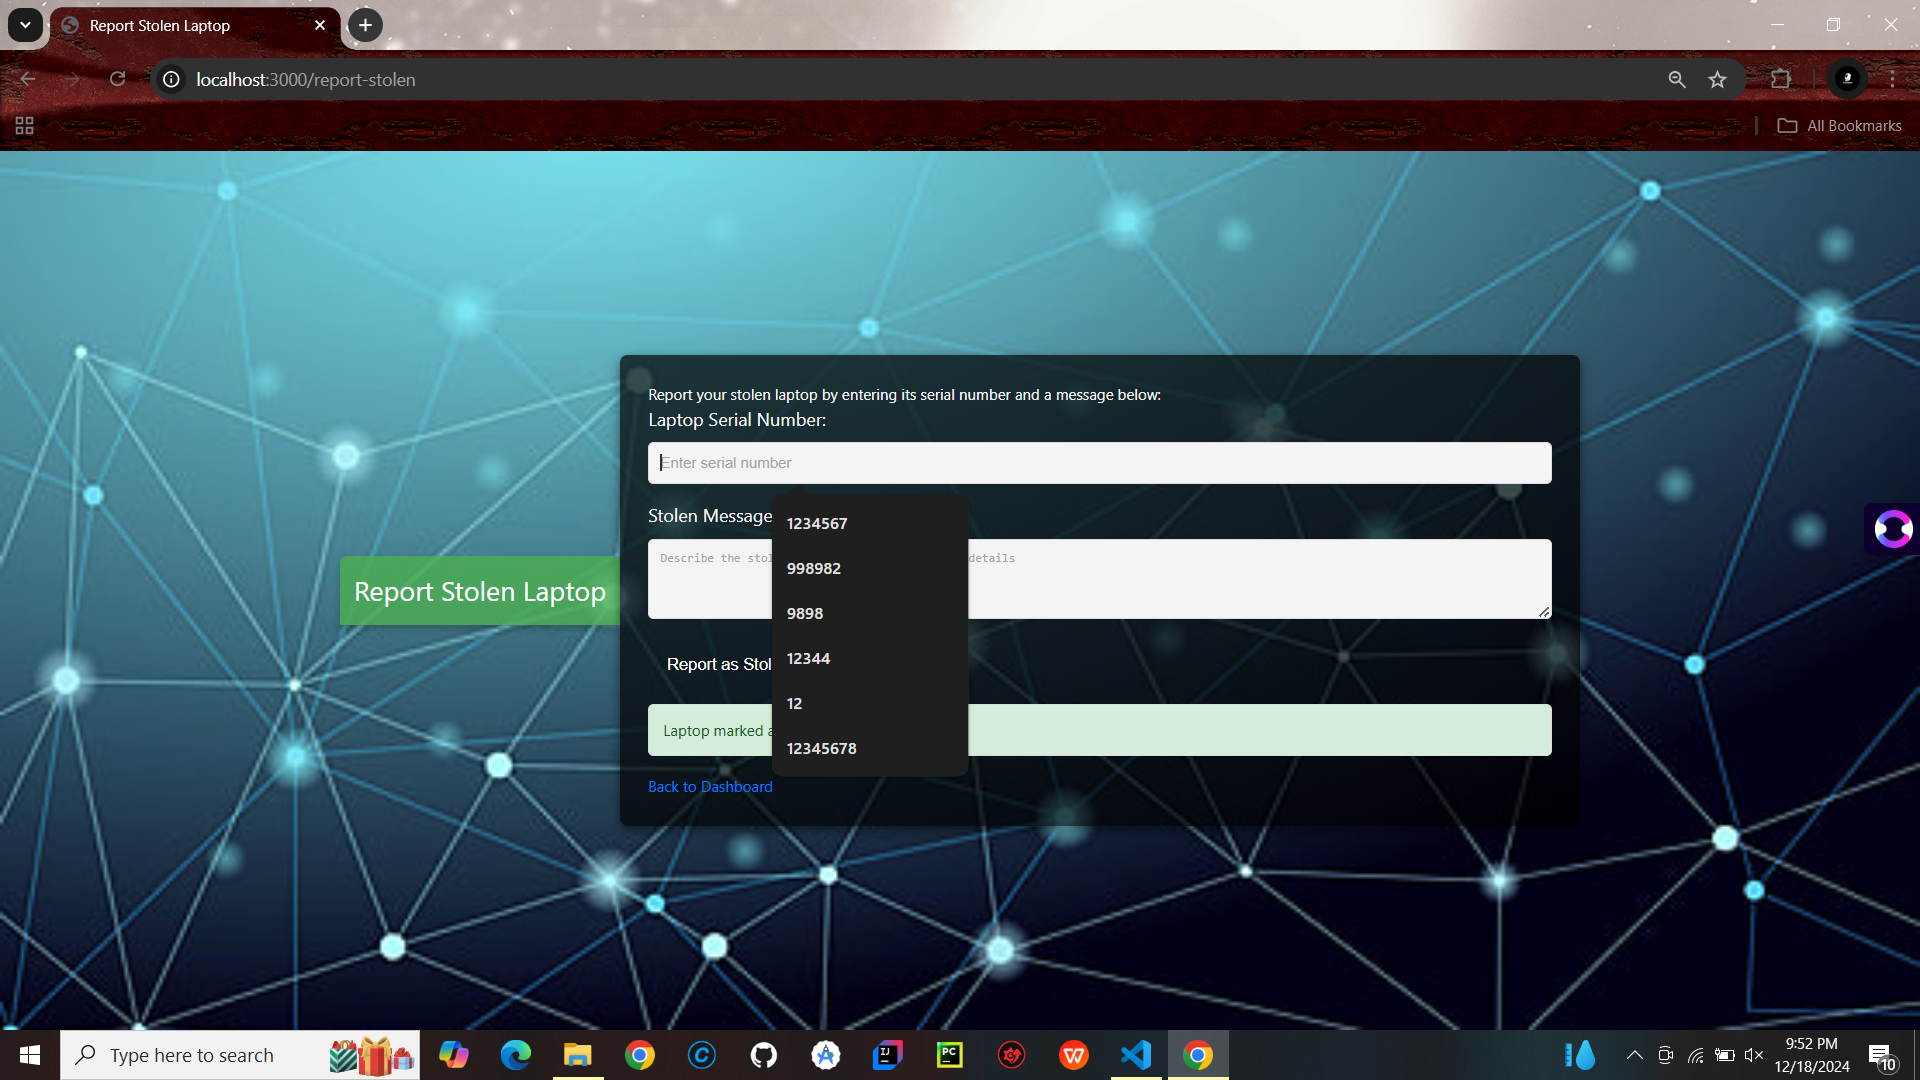 Report Stolen Laptop
localhost:3000/report-stolen
All Bookmarks
Report your stolen laptop by entering its serial number and a message below:
Laptop Serial Number:
Enter serial number
Stolen Message
1234567
998982
9898
12344
12
12345678
Describe the stol
details
Report Stolen Laptop
Report as Stol
Laptop marked a
Back to Dashboard
Type here to search
9:52 PM
12/18/2024
10